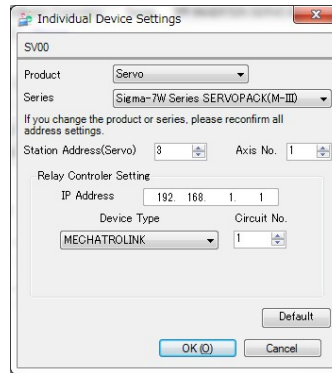 Individual Device Settings
SV00
Product Servo
Series Sigma-7W Series SERVOPACK(M-III)
If you change the product or series, please reconfirm all
address settings.
Station Address(Servo) 3 Axis No. 1
Relay Controler Setting
IP Address 192. 168. 1. 1
Device Type Circuit No.
MECHATROLINK 1
Default
OK (O) Cancel